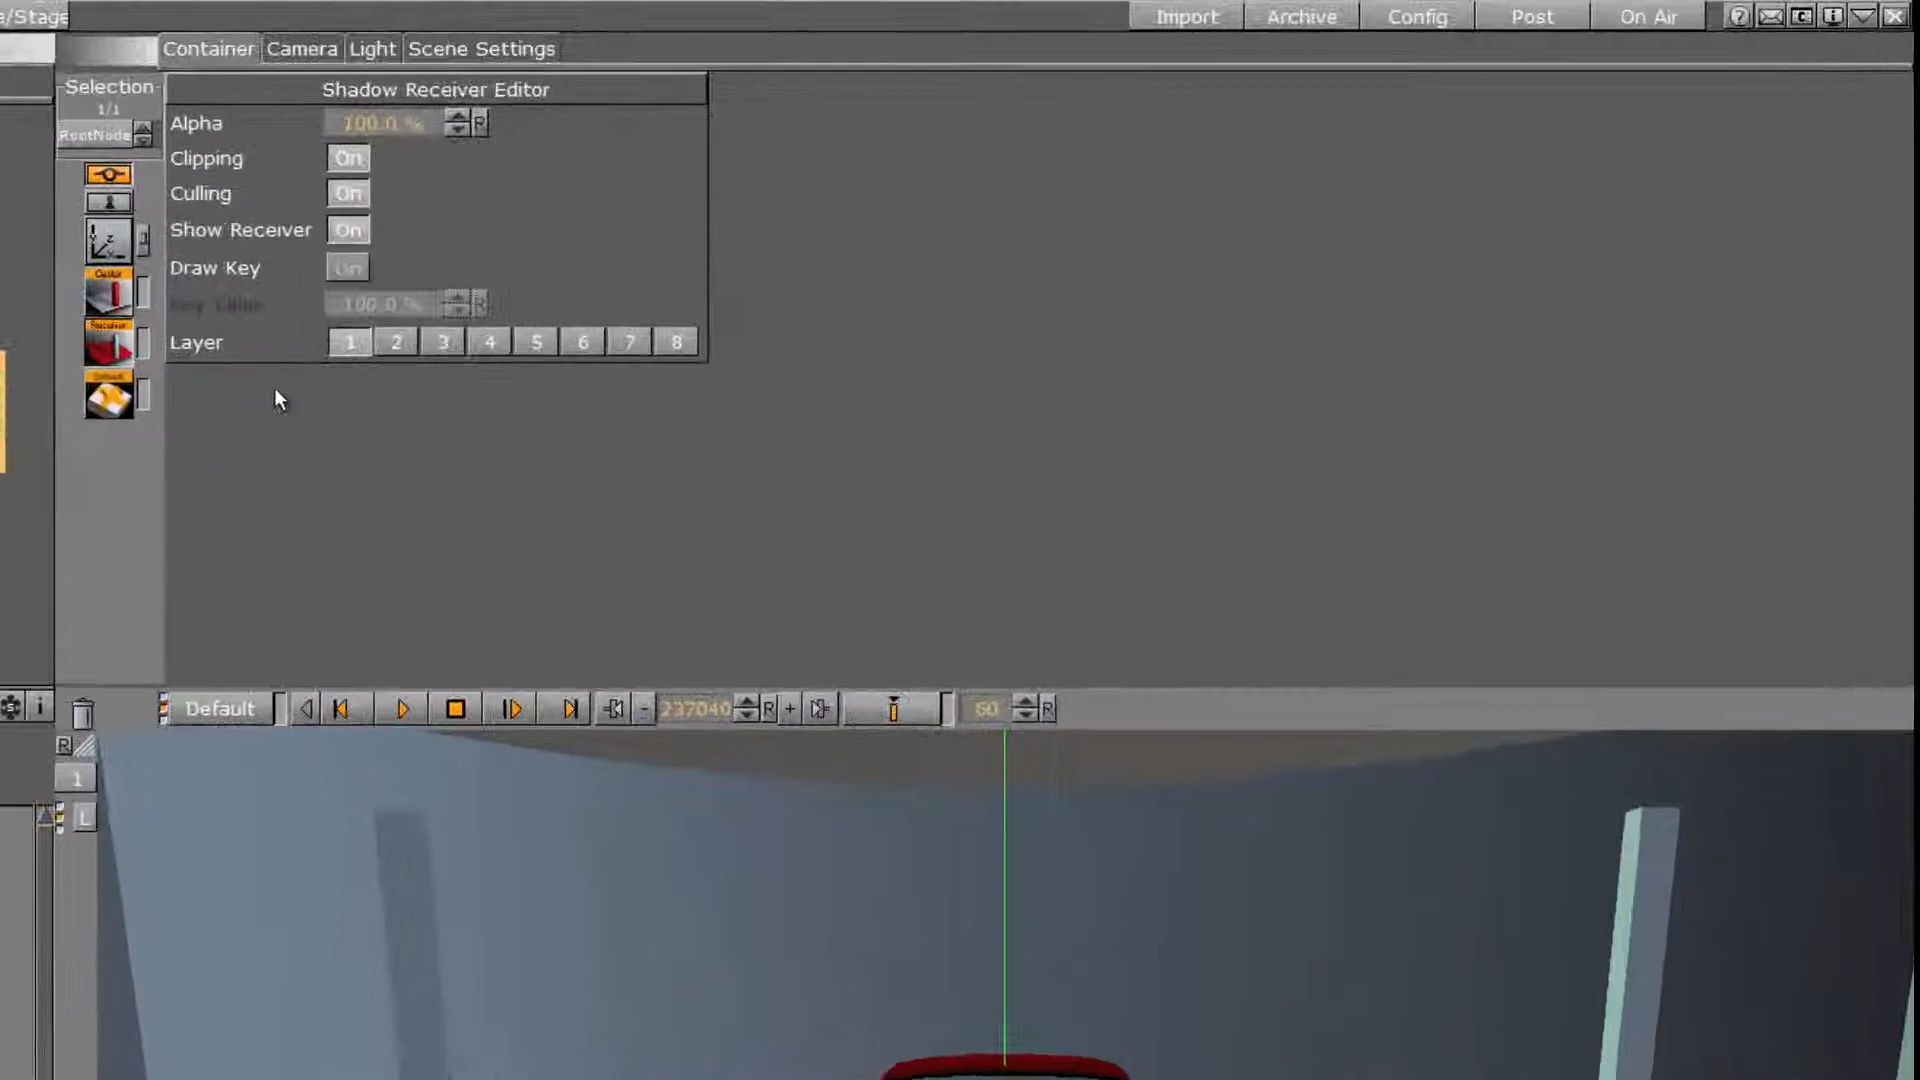 e/Stage
Import Archive Config Post On Air
Container Camera Light Scene Settings
Selection
1/1
RootNode
Shadow Receiver Editor
Alpha 100.0 % R
Clipping On
Culling On
Show Receiver On
Draw Key On
Key Value 100.0 % R
Layer 1 2 3 4 5 6 7 8
Default - 237040 R + 60 R
R
1
L